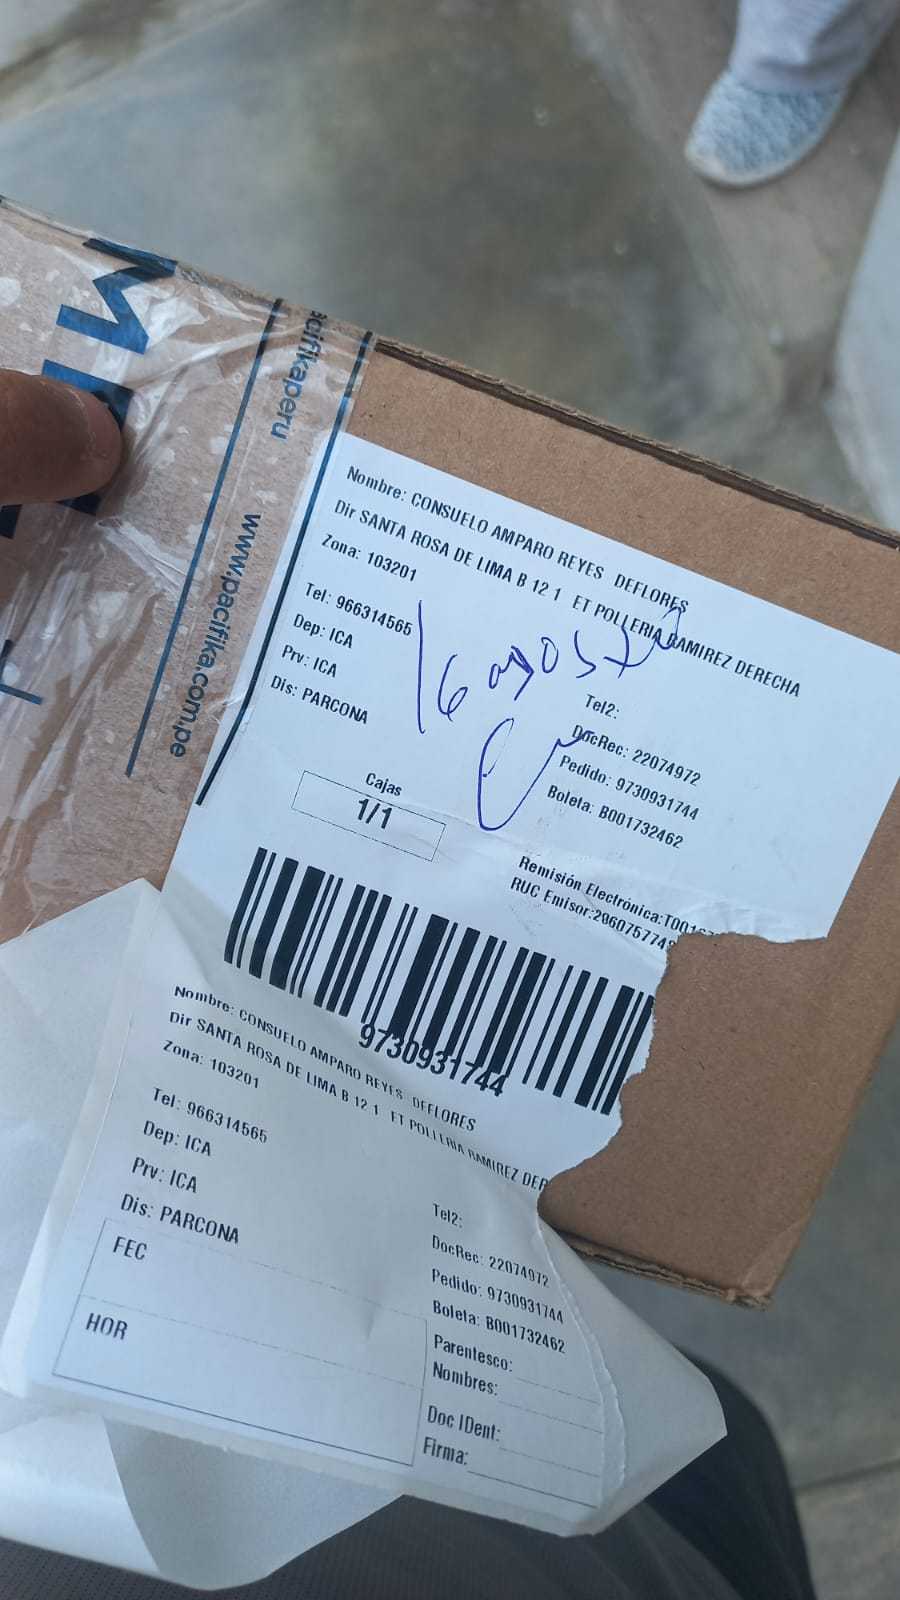 acifikaperu
www.pacifika.com.pe
Nombre: CONSUELO AMPARO REYES DEFLORES
Dir SANTA ROSA DE LIMA B 12 1 ET POLLERIA RAMIREZ DERECHA
Zona: 103201
Tel: 966314565
Dep: ICA
Prv: ICA
Dis: PARCONA
16 agosto
Tel2:
DocRec: 22074972
Pedido: 9730931744
Boleta: B001732462
Cajas
1/1
Remisión Electrónica:
RUC Emisor:
9730931744
Nombre: CONSUELO AMPARO REYES DEFLORES
Dir SANTA ROSA DE LIMA B 12 1 ET POLLERIA RAMIREZ DER
Zona: 103201
Tel: 966314565
Dep: ICA
Prv: ICA
Dis: PARCONA
Tel2:
DocRec: 22074972
Pedido: 9730931744
Boleta: B001732462
FEC
HOR
Parentesco:
Nombres:
Doc IDent:
Firma: